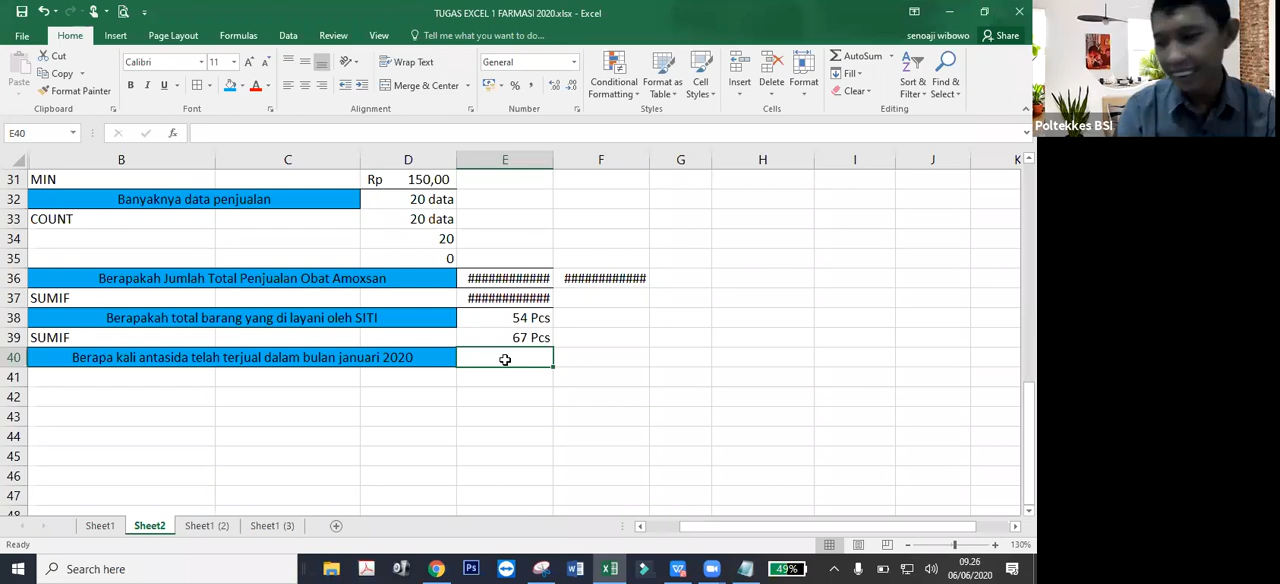 TUGAS EXCEL 1 FARMASI 2020.xlsx - Excel
File Home Insert Page Layout Formulas Data Review View Tell me what you want to do... senoaji wibowo Share
Cut
Copy
Format Painter
Paste
Calibri 11
B I U
Wrap Text
Merge & Center
General
Conditional Formatting
Format as Table
Cell Styles
Insert Delete Format
AutoSum
Fill
Clear
Sort & Filter
Find & Select
Clipboard Font Alignment Number Styles Cells Editing
Poltekkes BSI
E40 fx
B C D E F G H I J K
31 MIN Rp 150,00
32 Banyaknya data penjualan 20 data
33 COUNT 20 data
34 20
35 0
36 Berapakah Jumlah Total Penjualan Obat Amoxsan ############ ############
37 SUMIF ############
38 Berapakah total barang yang di layani oleh SITI 54 Pcs
39 SUMIF 67 Pcs
40 Berapa kali antasida telah terjual dalam bulan januari 2020
41
42
43
44
45
46
47
48
Sheet1 Sheet2 Sheet1 (2) Sheet1 (3)
Ready 130%
Search here 49% 09.26
06/06/2020